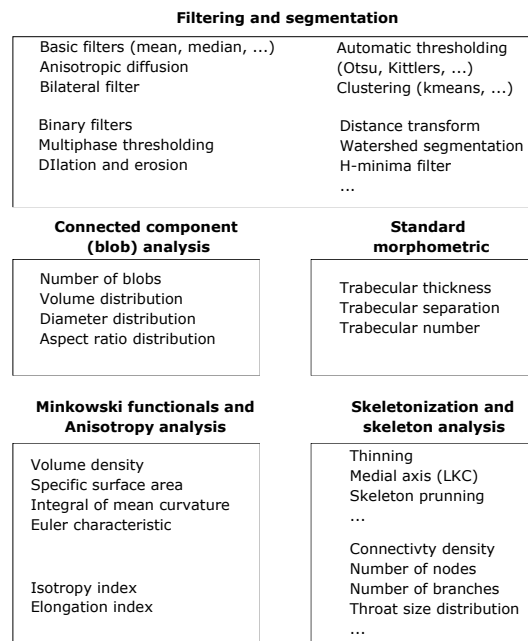 Filtering and segmentation
Basic filters (mean, median, ...)
Anisotropic diffusion
Bilateral filter
Binary filters
Multiphase thresholding
DIlation and erosion
Automatic thresholding
(Otsu, Kittlers, ...)
Clustering (kmeans, ...)
Distance transform
Watershed segmentation
H-minima filter
...
Connected component
(blob) analysis
Number of blobs
Volume distribution
Diameter distribution
Aspect ratio distribution
Standard
morphometric
Trabecular thickness
Trabecular separation
Trabecular number
Minkowski functionals and
Anisotropy analysis
Volume density
Specific surface area
Integral of mean curvature
Euler characteristic
Isotropy index
Elongation index
Skeletonization and
skeleton analysis
Thinning
Medial axis (LKC)
Skeleton prunning
...
Connectivty density
Number of nodes
Number of branches
Throat size distribution
...